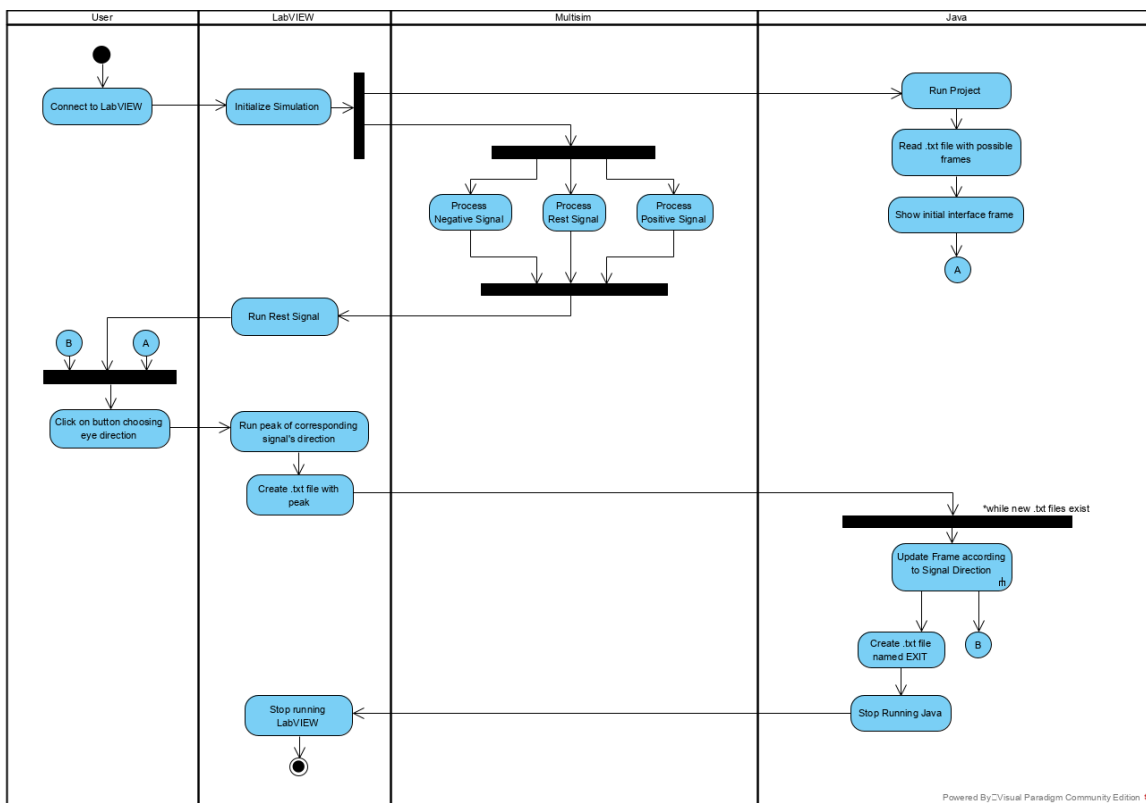 User
LabVIEW
Multisim
Java
Connect to LabVIEW
Initialize Simulation
Run Project
Read .txt file with possible
frames
Process
Negative Signal
Process
Rest Signal
Process
Positive Signal
Show initial interface frame
A
Run Rest Signal
B
A
Click on button choosing
eye direction
Run peak of corresponding
signal's direction
Create .txt file with
peak
*while new .txt files exist
Update Frame according
to Signal Direction
Create .txt file
named EXIT
B
Stop running
LabVIEW
Stop Running Java
Powered By Visual Paradigm Community Edition